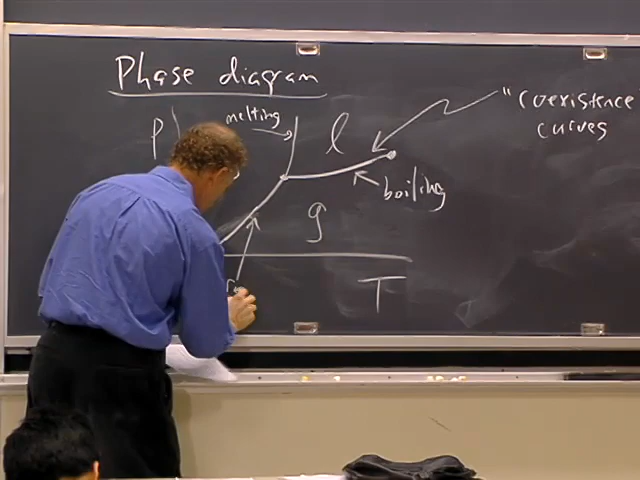 Phase diagram
melting
"coexistence
curves
P
l
boiling
g
T